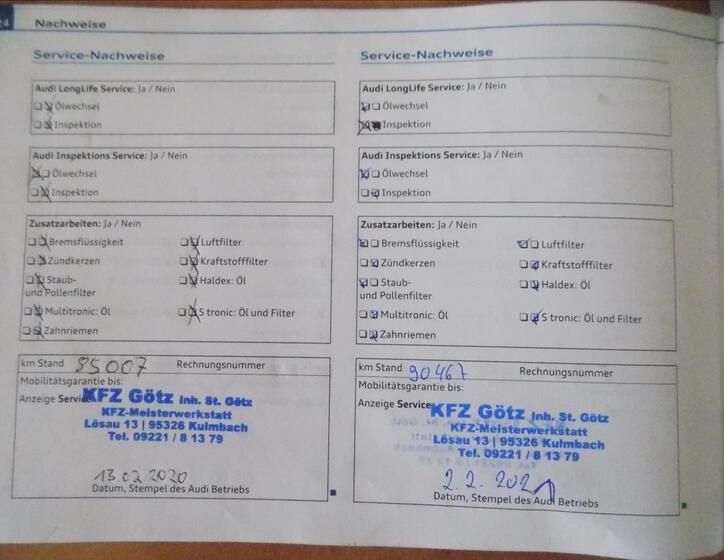 24 Nachweise
Service-Nachweise
Audi LongLife Service: Ja / Nein
Ölwechsel
Inspektion
Audi Inspektions Service: Ja / Nein
Ölwechsel
Inspektion
Zusatzarbeiten: Ja / Nein
Bremsflüssigkeit Luftfilter
Zündkerzen Kraftstofffilter
Staub- Haldex: Öl
und Pollenfilter
Multitronic: Öl S tronic: Öl und Filter
Zahnriemen
km Stand 85007 Rechnungsnummer
Mobilitätsgarantie bis:
Anzeige Service
KFZ Götz Inh. St. Götz
KFZ-Meisterwerkstatt
Lösau 13 | 95326 Kulmbach
Tel. 09221 / 8 13 79
13.02.2020
Datum, Stempel des Audi Betriebs
Service-Nachweise
Audi LongLife Service: Ja / Nein
Ölwechsel
Inspektion
Audi Inspektions Service: Ja / Nein
Ölwechsel
Inspektion
Zusatzarbeiten: Ja / Nein
Bremsflüssigkeit Luftfilter
Zündkerzen Kraftstofffilter
Staub- Haldex: Öl
und Pollenfilter
Multitronic: Öl S tronic: Öl und Filter
Zahnriemen
km Stand 90467 Rechnungsnummer
Mobilitätsgarantie bis:
Anzeige Service
KFZ Götz Inh. St. Götz
KFZ-Meisterwerkstatt
Lösau 13 | 95326 Kulmbach
Tel. 09221 / 8 13 79
2.2.2021
Datum, Stempel des Audi Betriebs